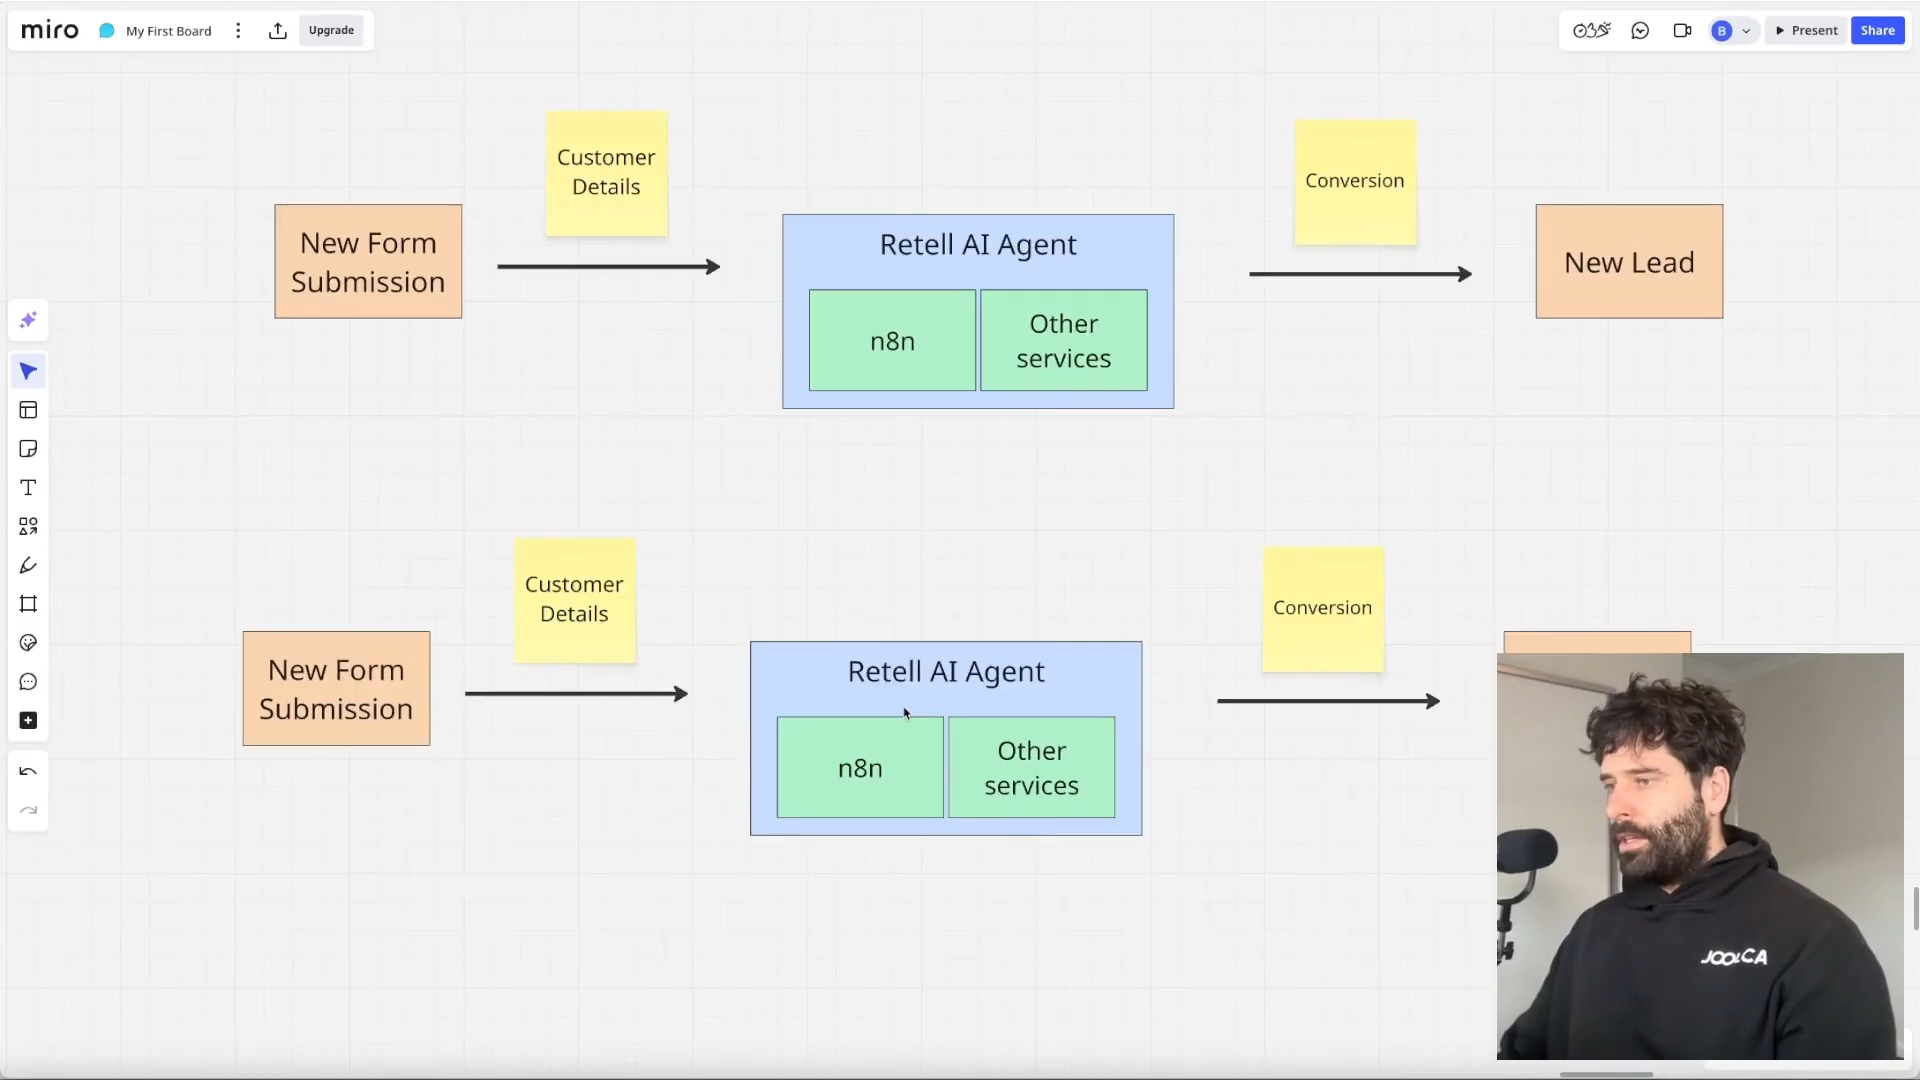 miro
My First Board
Upgrade
B
Present
Share
Customer
Details
Conversion
New Form
Submission
Retell AI Agent
New Lead
n8n
Other
services
Customer
Details
Conversion
New Form
Submission
Retell AI Agent
n8n
Other
services
JOOLCA